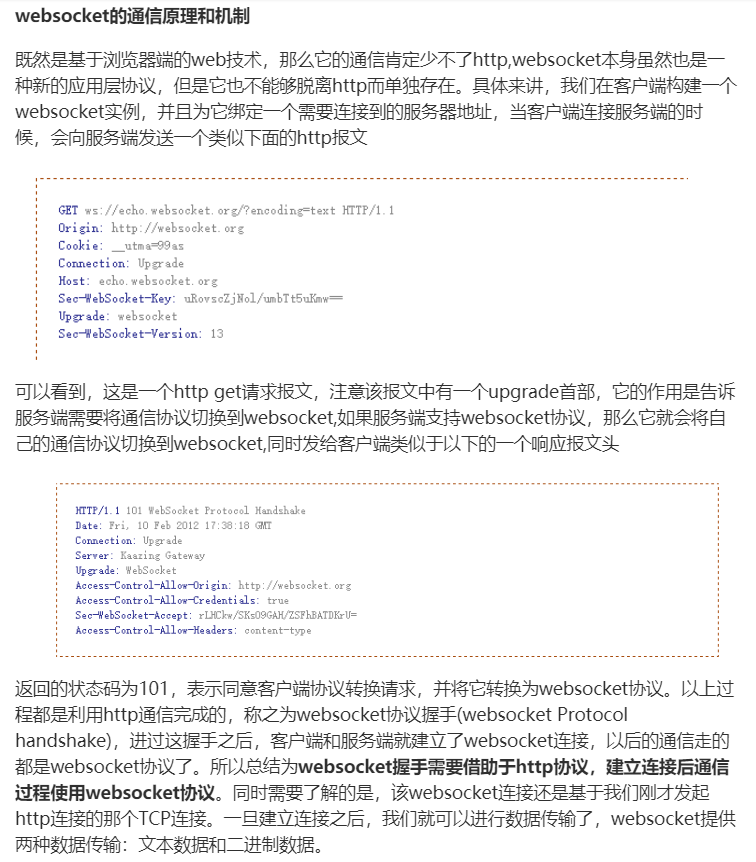 websocket的通信原理和机制
既然是基于浏览器端的web技术，那么它的通信肯定少不了http,websocket本身虽然也是一
种新的应用层协议，但是它也不能够脱离http而单独存在。具体来讲，我们在客户端构建一个
websocket实例，并且为它绑定一个需要连接到的服务器地址，当客户端连接服务端的时
候，会向服务端发送一个类似下面的http报文
GET ws://echo.websocket.org/?encoding=text HTTP/1.1
Origin: http://websocket.org
Cookie: __utma=99as
Connection: Upgrade
Host: echo.websocket.org
Sec-WebSocket-Key: uRovscZjNol/umbTt5uKmw==
Upgrade: websocket
Sec-WebSocket-Version: 13
可以看到，这是一个http get请求报文，注意该报文中有一个upgrade首部，它的作用是告诉
服务端需要将通信协议切换到websocket,如果服务端支持websocket协议，那么它就会将自
己的通信协议切换到websocket,同时发给客户端类似于以下的一个响应报文头
HTTP/1.1 101 WebSocket Protocol Handshake
Date: Fri, 10 Feb 2012 17:38:18 GMT
Connection: Upgrade
Server: Kaazing Gateway
Upgrade: WebSocket
Access-Control-Allow-Origin: http://websocket.org
Access-Control-Allow-Credentials: true
Sec-WebSocket-Accept: rLHCkw/SKsO9GAH/ZSFhBATDKrU=
Access-Control-Allow-Headers: content-type
返回的状态码为101，表示同意客户端协议转换请求，并将它转换为websocket协议。以上过
程都是利用http通信完成的，称之为websocket协议握手(websocket Protocol
handshake)，进过这握手之后，客户端和服务端就建立了websocket连接，以后的通信走的
都是websocket协议了。所以总结为websocket握手需要借助于http协议，建立连接后通信
过程使用websocket协议。同时需要了解的是，该websocket连接还是基于我们刚才发起
http连接的那个TCP连接。一旦建立连接之后，我们就可以进行数据传输了，websocket提供
两种数据传输：文本数据和二进制数据。